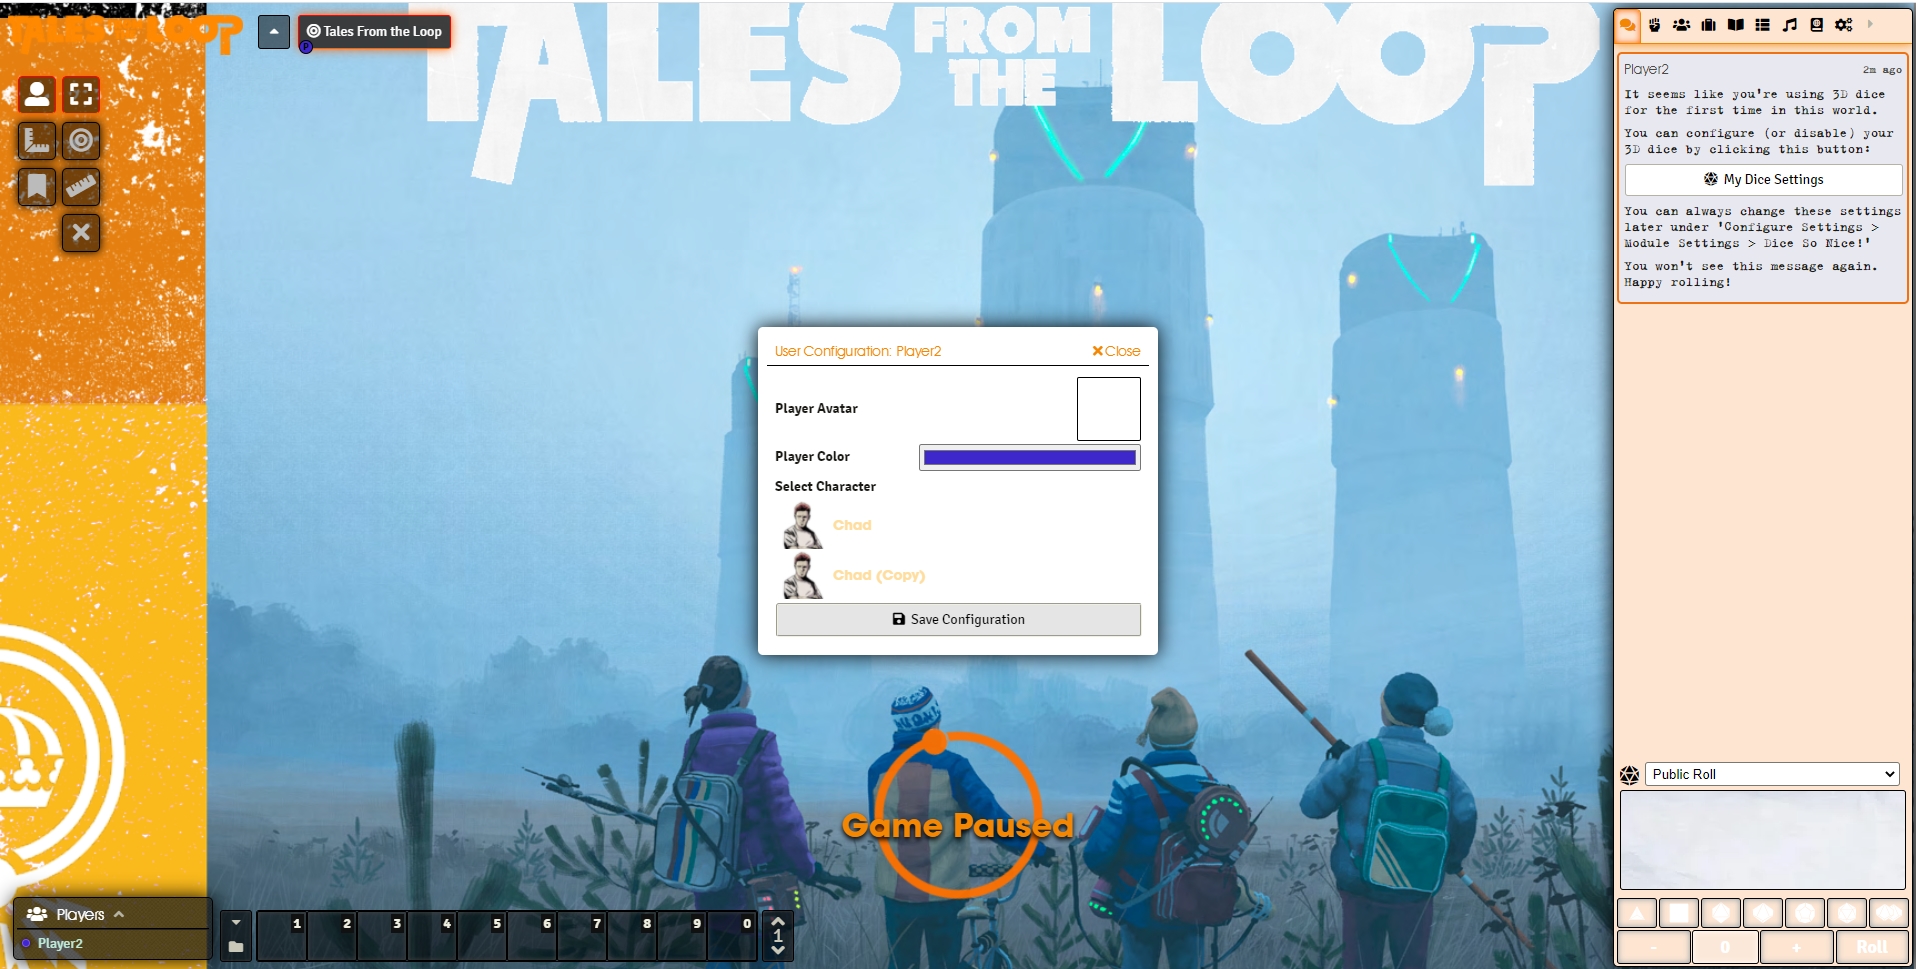 TALES FROM THE LOOP
LOOP
Tales From the Loop
P
Player2
2m ago
It seems like you're using 3D dice
for the first time in this world.
You can configure (or disable) your
3D dice by clicking this button:
My Dice Settings
You can always change these settings
later under 'Configure Settings >
Module Settings > Dice So Nice!'
You won't see this message again.
Happy rolling!
User Configuration: Player2
Close
Player Avatar
Player Color
Select Character
Chad
Chad (Copy)
Save Configuration
Game Paused
Public Roll
Players
Player2
1 2 3 4 5 6 7 8 9 0
1
- 0 + Roll